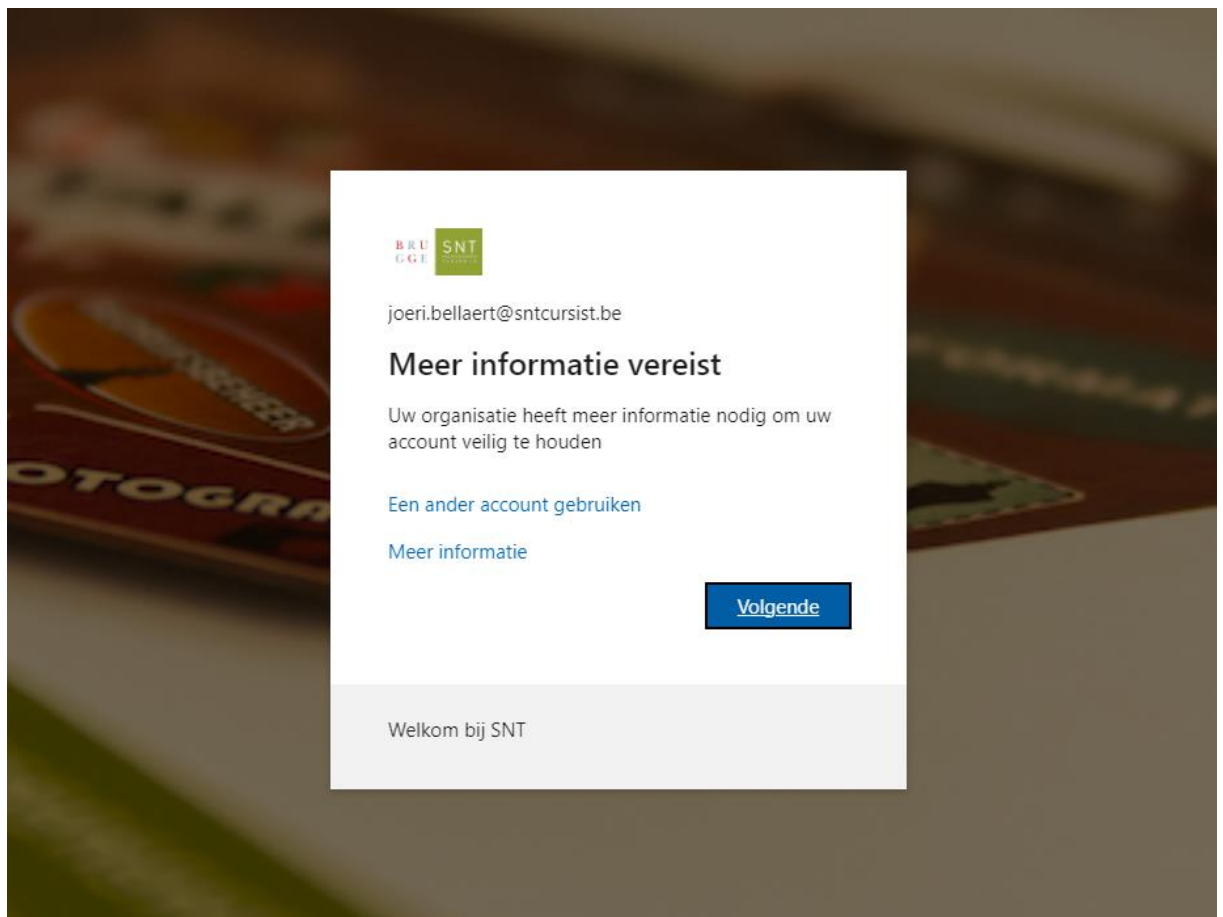 BRU
GGE
SNT
joeri.bellaert@sntcursist.be
Meer informatie vereist
Uw organisatie heeft meer informatie nodig om uw
account veilig te houden
Een ander account gebruiken
Meer informatie
Volgende
Welkom bij SNT